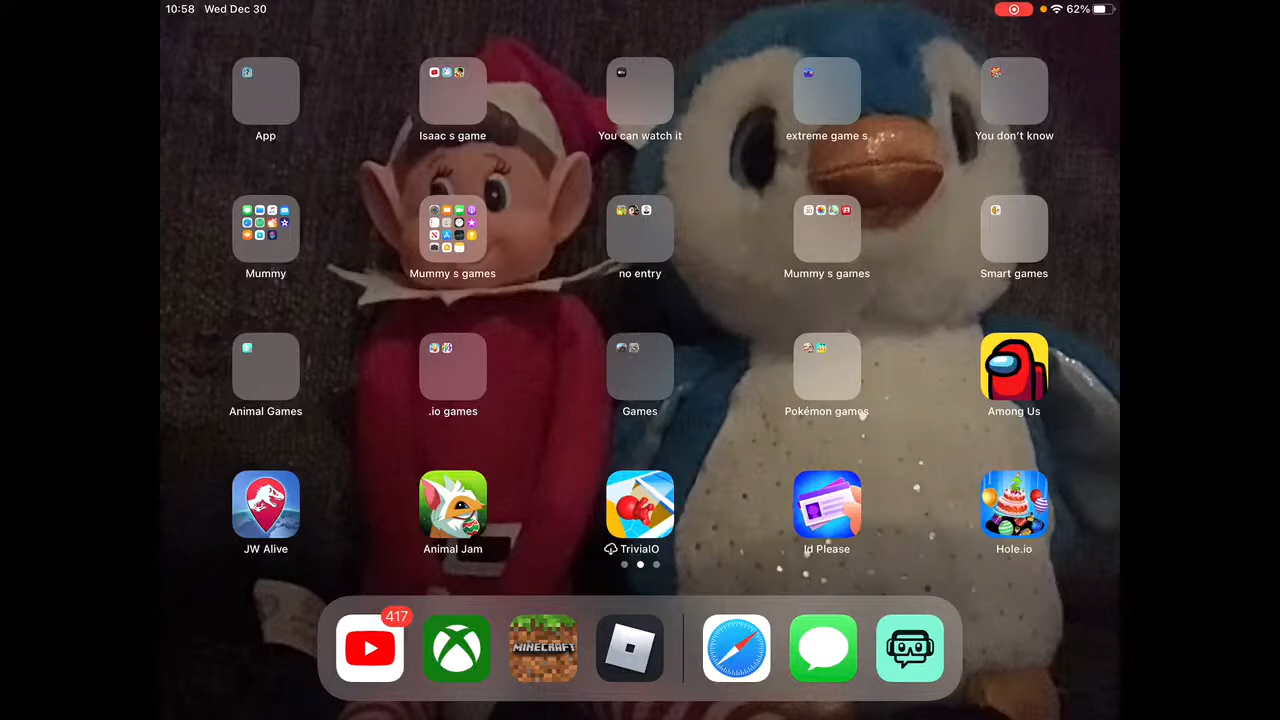 10:58 Wed Dec 30
62%
App
Isaac s game
You can watch it
extreme game s
You don't know
Mummy
Mummy s games
no entry
Mummy s games
Smart games
Animal Games
.io games
Games
Pokémon games
Among Us
JW Alive
Animal Jam
TrivialO
Id Please
Hole.io
417
MINECRAFT